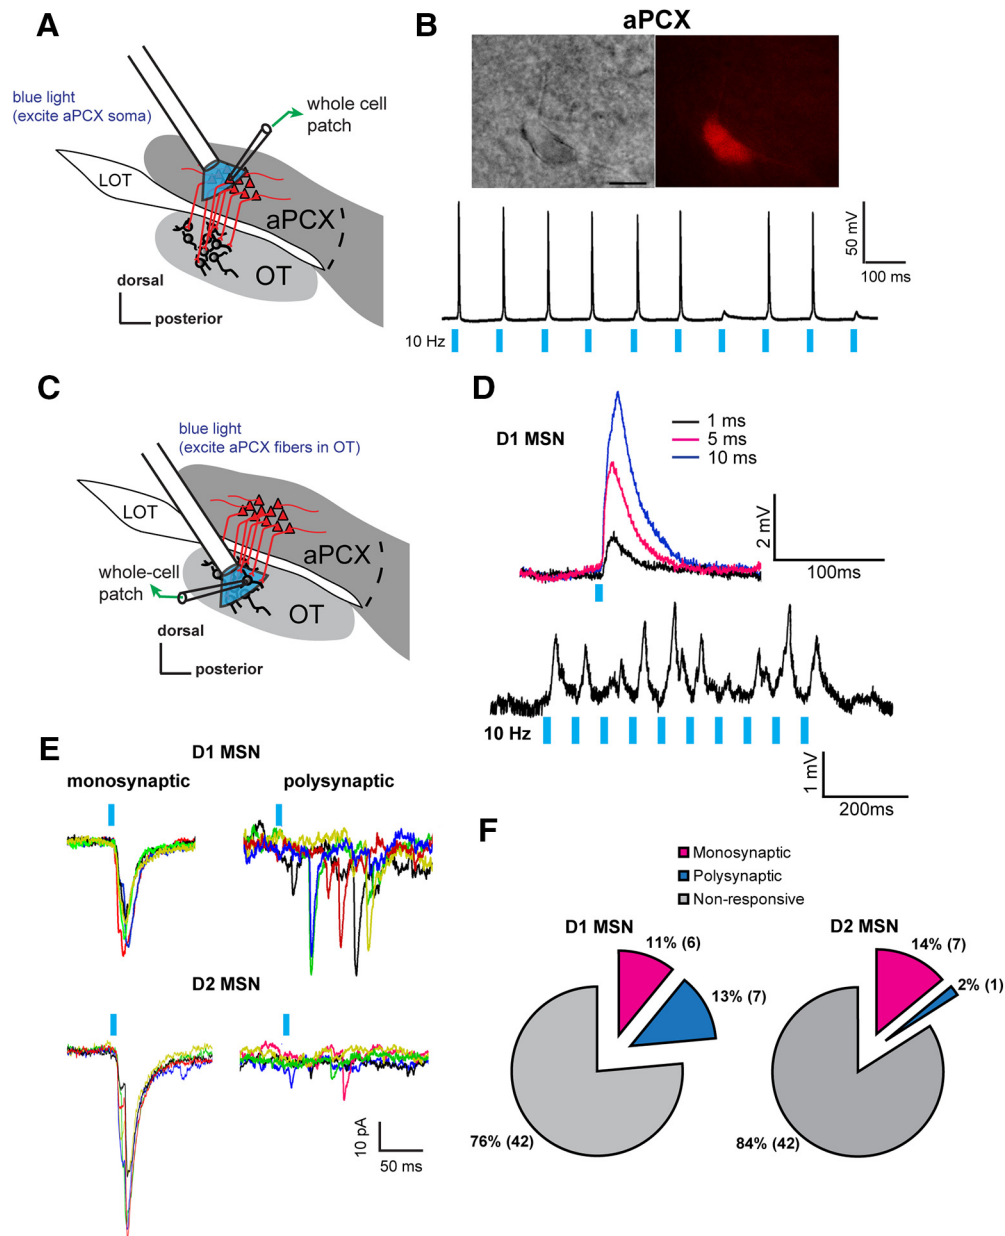 A
blue light
(excite aPCX soma)
whole cell
patch
LOT
aPCX
OT
dorsal
posterior
B
aPCX
50 mV
100 ms
10 Hz
C
blue light
(excite aPCX fibers in OT)
LOT
aPCX
whole-cell
patch
OT
dorsal
posterior
D
D1 MSN
1 ms
5 ms
10 ms
2 mV
100ms
10 Hz
1 mV
200ms
E
D1 MSN
monosynaptic
polysynaptic
D2 MSN
10 pA
50 ms
F
Monosynaptic
Polysynaptic
Non-responsive
D1 MSN
11% (6)
13% (7)
76% (42)
D2 MSN
14% (7)
2% (1)
84% (42)